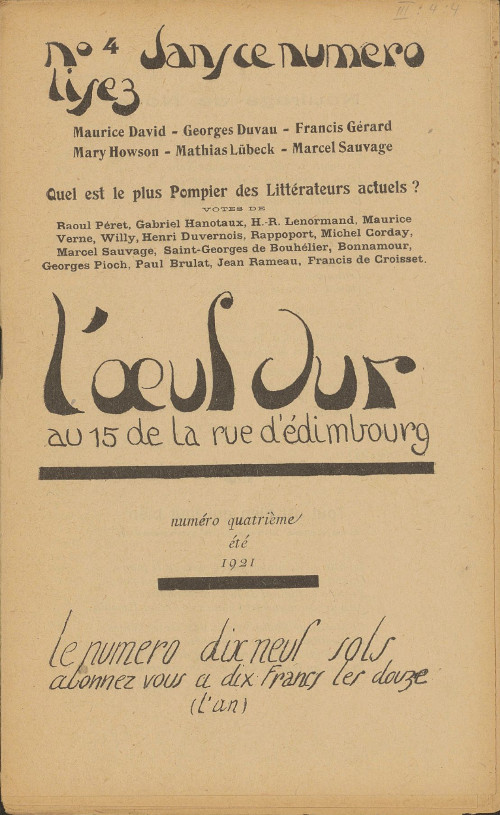 nº 4 Dans ce numero
lisez
Maurice David - Georges Duvau - Francis Gérard
Mary Howson - Mathias Lübeck - Marcel Sauvage
Quel est le plus Pompier des Littérateurs actuels ?
VOTES DE
Raoul Péret, Gabriel Hanotaux, H.-R. Lenormand, Maurice
Verne, Willy, Henri Duvernois, Rappoport, Michel Corday,
Marcel Sauvage, Saint-Georges de Bouhélier, Bonnamour,
Georges Pioch, Paul Brulat, Jean Rameau, Francis de Croisset.
l'œuf Dur
au 15 de la rue d'édimbourg
numéro quatrième
été
1921
le numero dix neuf sols
abonnez vous a dix Francs les douze
(l'an)